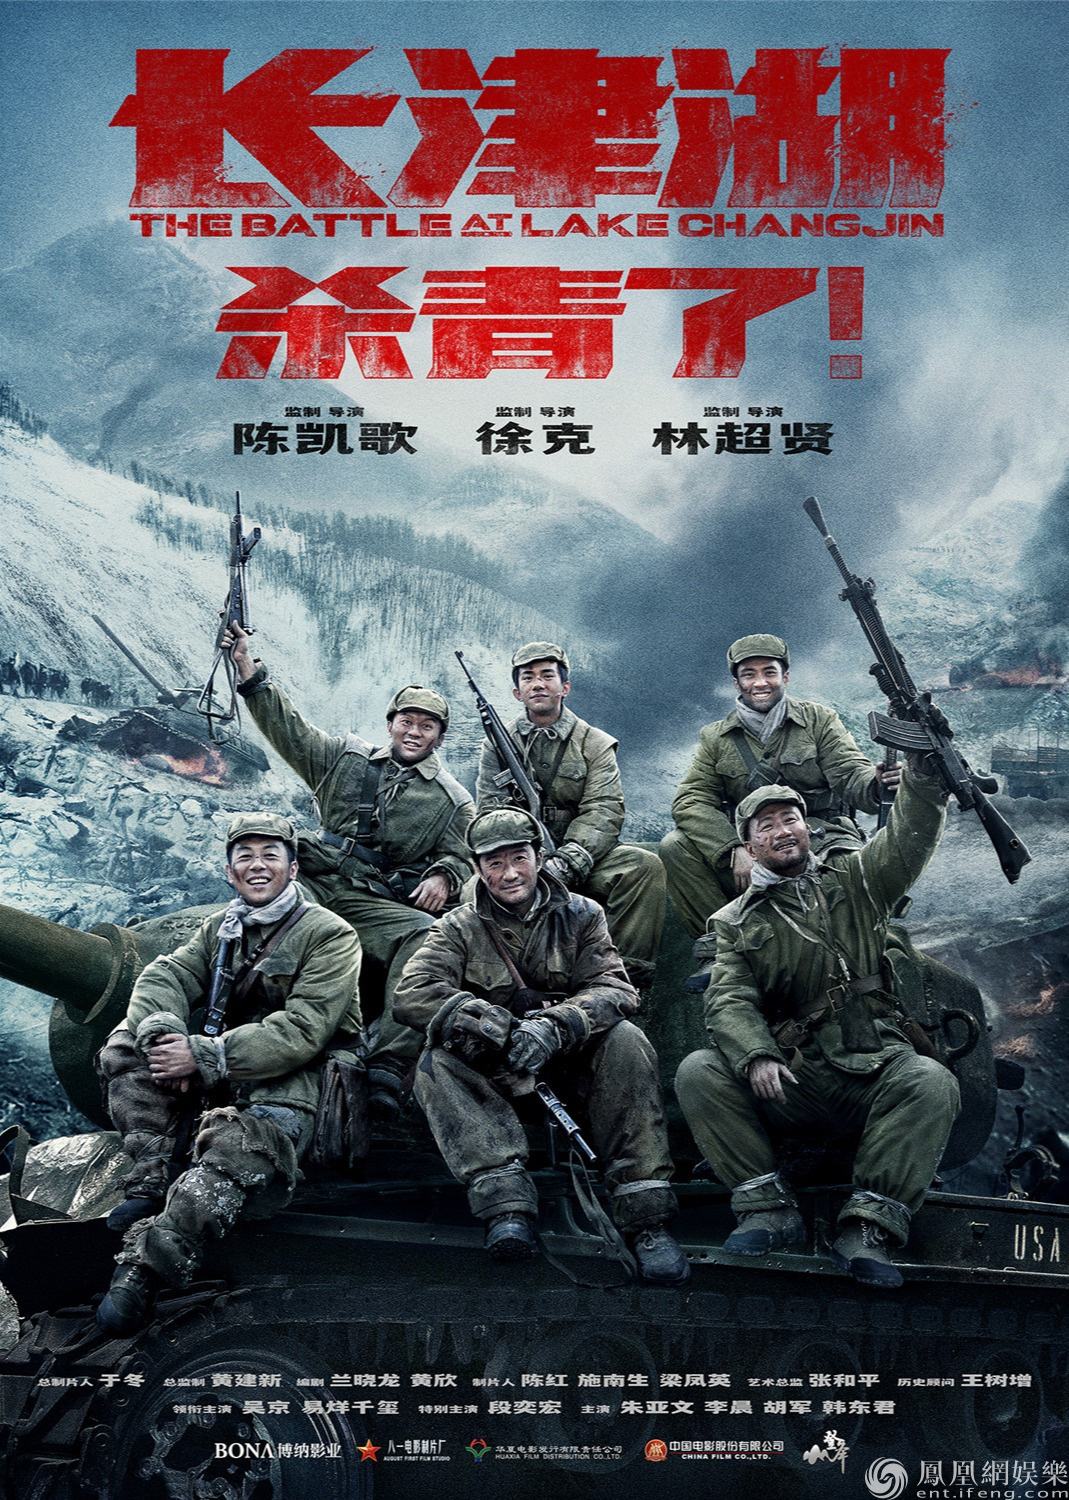 长津湖
THE BATTLE AT LAKE CHANGJIN
杀青了!
监制 导演 监制 导演 监制 导演
陈凯歌 徐克 林超贤
USA
总制片人 于冬 总监制 黄建新 编剧 兰晓龙 黄欣 制片人 陈红 施南生 梁凤英 艺术总监 张和平 历史顾问 王树增
领衔主演 吴京 易烊千玺 特别主演 段奕宏 主演 朱亚文 李晨 胡军 韩东君
BONA博纳影业 八一电影制片厂 华夏电影发行有限责任公司 中国电影股份有限公司
AUGUST FIRST FILM STUDIO HUAXIA FILM DISTRIBUTION CO.,LTD. CHINA FILM CO.,LTD.
鳳凰網娛樂
ent.ifeng.com